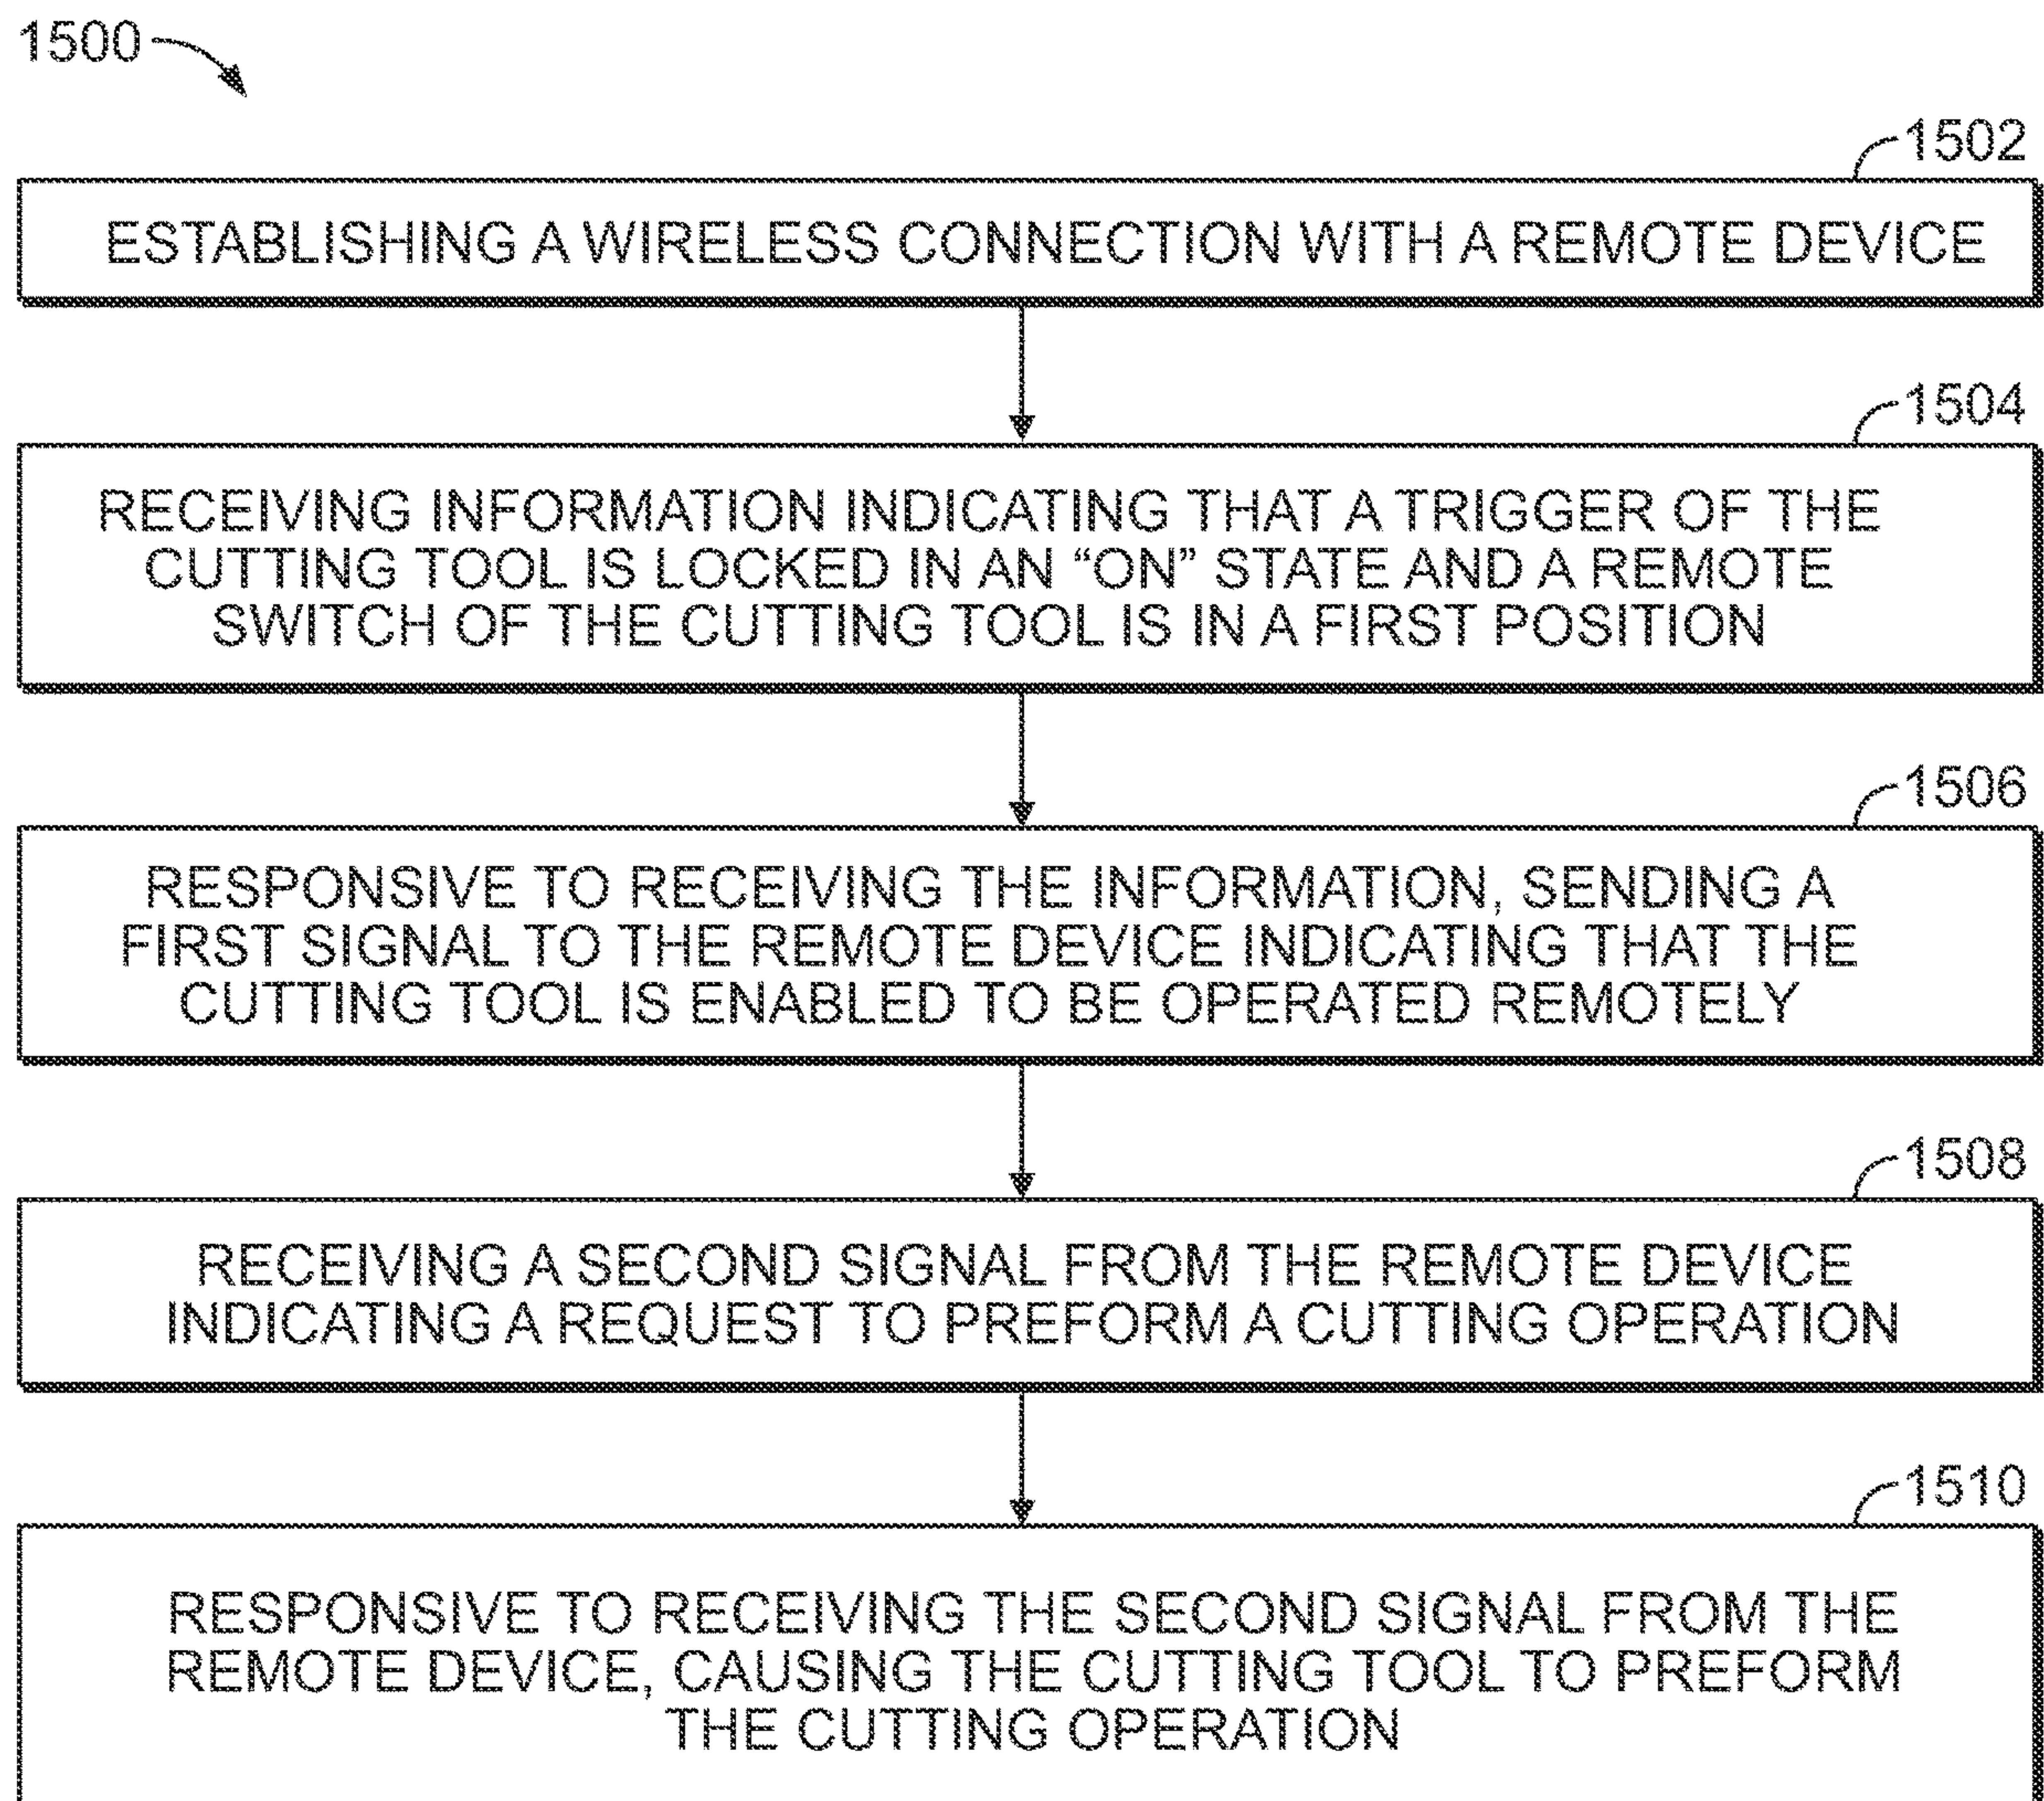 1500
1502
ESTABLISHING A WIRELESS CONNECTION WITH A REMOTE DEVICE
1504
RECEIVING INFORMATION INDICATING THAT A TRIGGER OF THE
CUTTING TOOL IS LOCKED IN AN “ON” STATE AND A REMOTE
SWITCH OF THE CUTTING TOOL IS IN A FIRST POSITION
1506
RESPONSIVE TO RECEIVING THE INFORMATION, SENDING A
FIRST SIGNAL TO THE REMOTE DEVICE INDICATING THAT THE
CUTTING TOOL IS ENABLED TO BE OPERATED REMOTELY
1508
RECEIVING A SECOND SIGNAL FROM THE REMOTE DEVICE
INDICATING A REQUEST TO PREFORM A CUTTING OPERATION
1510
RESPONSIVE TO RECEIVING THE SECOND SIGNAL FROM THE
REMOTE DEVICE, CAUSING THE CUTTING TOOL TO PREFORM
THE CUTTING OPERATION